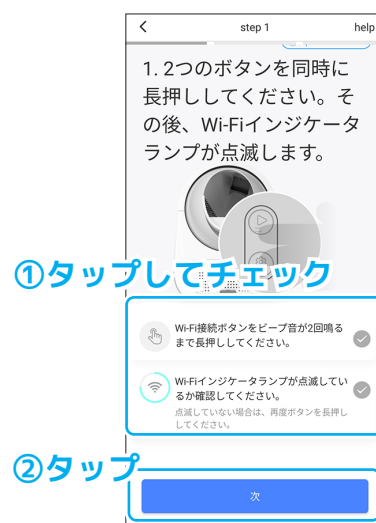 step 1
help
1. 2つのボタンを同時に
長押ししてください。そ
の後、Wi-Fiインジケータ
ランプが点滅します。
①タップしてチェック
Wi-Fi接続ボタンをビープ音が2回鳴る
まで長押ししてください。
Wi-Fiインジケータランプが点滅してい
るか確認してください。
点滅していない場合は、再度ボタンを長押し
してください。
②タップ
次